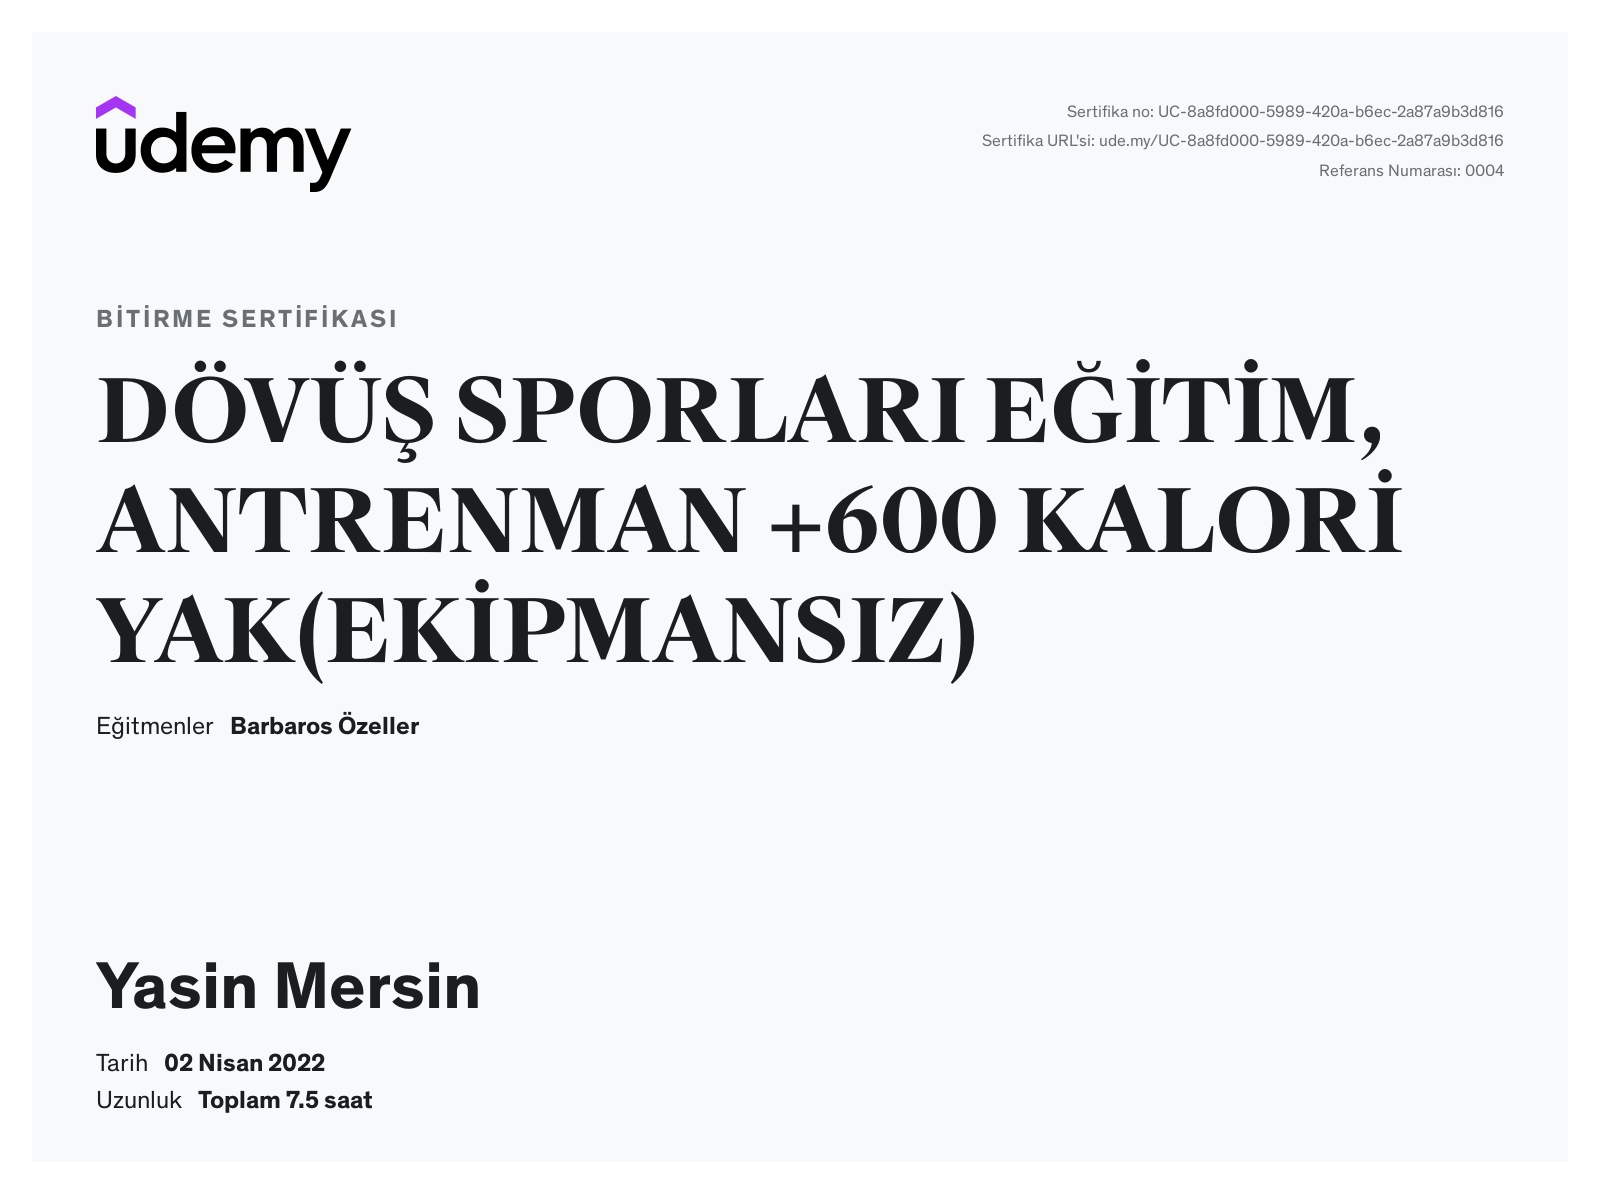 udemy
Sertifika no: UC-8a8fd000-5989-420a-b6ec-2a87a9b3d816
Sertifika URL'si: ude.my/UC-8a8fd000-5989-420a-b6ec-2a87a9b3d816
Referans Numarası: 0004
BİTİRME SERTİFİKASI
DÖVÜŞ SPORLARI EĞİTİM,
ANTRENMAN +600 KALORİ
YAK(EKİPMANSIZ)
Eğitmenler Barbaros Özeller
Yasin Mersin
Tarih 02 Nisan 2022
Uzunluk Toplam 7.5 saat